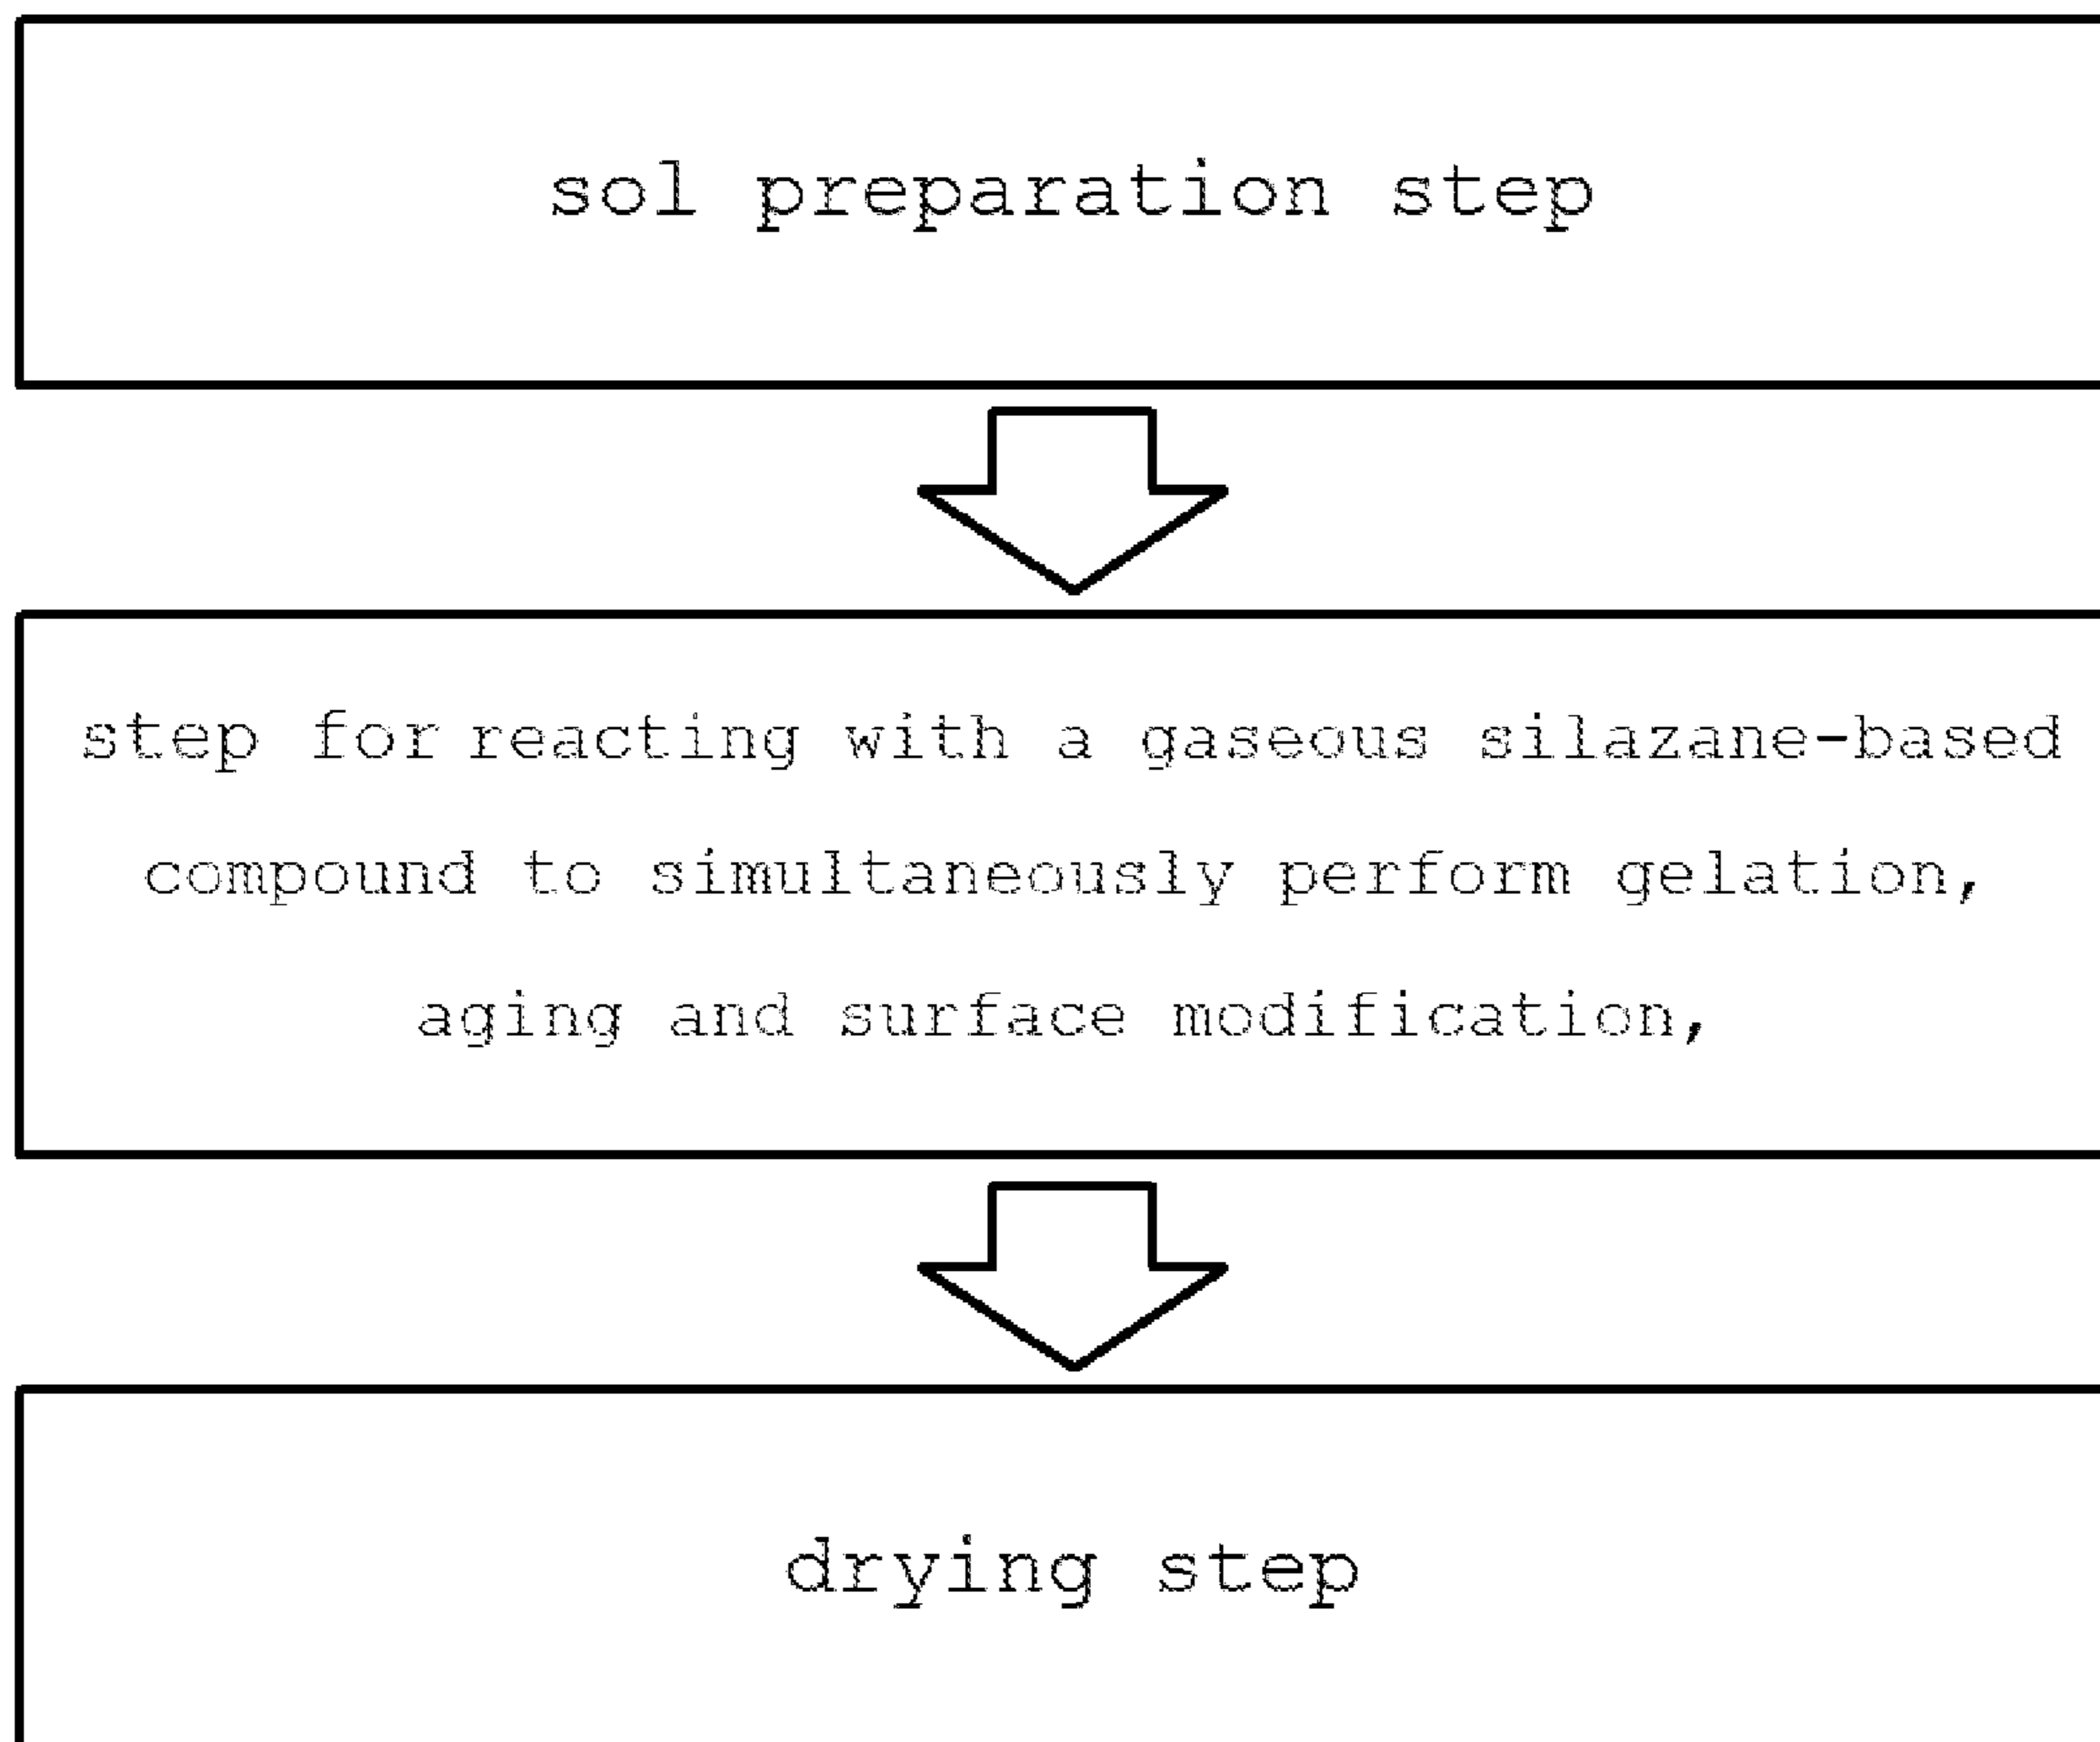 sol preparation step
step for reacting with a gaseous silazane-based
compound to simultaneously perform gelation,
aging and surface modification,
drying step